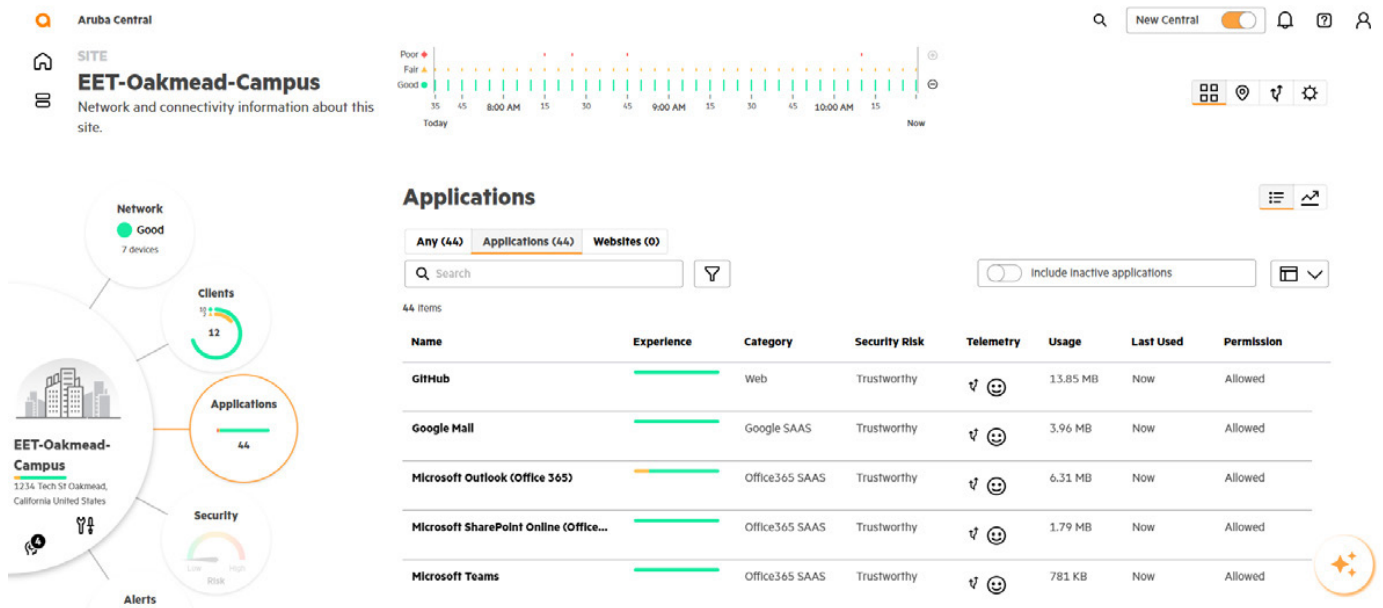 Aruba Central
New Central
SITE
EET-Oakmead-Campus
Network and connectivity information about this
site.
Poor
Fair
Good
35 45 8:00 AM 15 30 45 9:00 AM 15 30 45 10:00 AM 15
Today Now
Network
Good
7 devices
Clients
12
Applications
44
EET-Oakmead-
Campus
1234 Tech St Oakmead,
California United States
4
Security
Low High
Risk
Alerts
Applications
Any (44) Applications (44) Websites (0)
Search
Include inactive applications
44 items
Name Experience Category Security Risk Telemetry Usage Last Used Permission
GitHub Web Trustworthy 13.85 MB Now Allowed
Google Mail Google SAAS Trustworthy 3.96 MB Now Allowed
Microsoft Outlook (Office 365) Office365 SAAS Trustworthy 6.31 MB Now Allowed
Microsoft SharePoint Online (Office... Office365 SAAS Trustworthy 1.79 MB Now Allowed
Microsoft Teams Office365 SAAS Trustworthy 781 KB Now Allowed